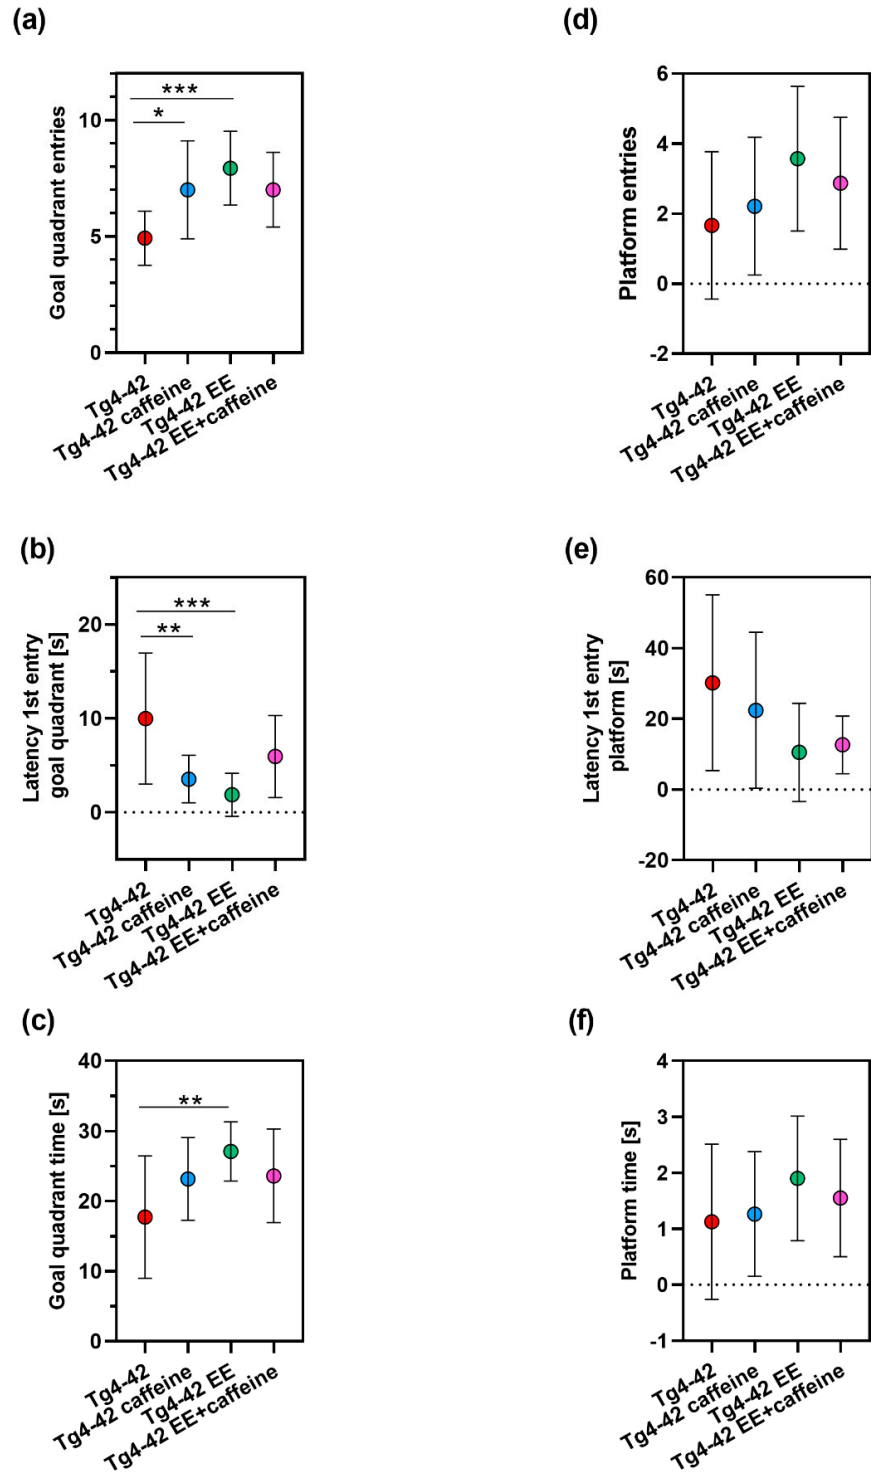 (a)
Goal quadrant entries
10
5
0
***
*
Tg4-42
Tg4-42 caffeine
Tg4-42 EE
Tg4-42 EE+caffeine
(d)
Platform entries
6
4
2
0
-2
Tg4-42
Tg4-42 caffeine
Tg4-42 EE
Tg4-42 EE+caffeine
(b)
Latency 1st entry
goal quadrant [s]
20
10
0
***
**
Tg4-42
Tg4-42 caffeine
Tg4-42 EE
Tg4-42 EE+caffeine
(e)
Latency 1st entry
platform [s]
60
40
20
0
-20
Tg4-42
Tg4-42 caffeine
Tg4-42 EE
Tg4-42 EE+caffeine
(c)
Goal quadrant time [s]
40
30
20
10
0
**
Tg4-42
Tg4-42 caffeine
Tg4-42 EE
Tg4-42 EE+caffeine
(f)
Platform time [s]
4
3
2
1
0
-1
Tg4-42
Tg4-42 caffeine
Tg4-42 EE
Tg4-42 EE+caffeine